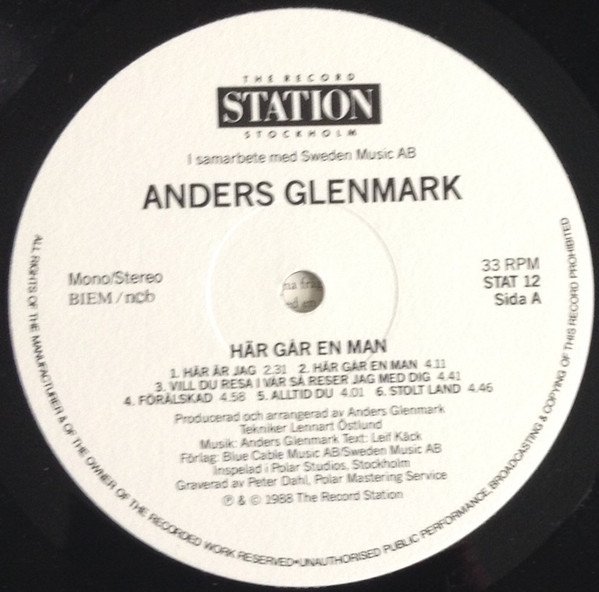 THE RECORD
STATION
STOCKHOLM
I samarbete med Sweden Music AB
ANDERS GLENMARK
Mono/Stereo
BIEM/ncb
33 RPM
STAT 12
Sida A
HÄR GÅR EN MAN
1. HÄR ÄR JAG 2.31 2. HÄR GÅR EN MAN 4.11
3. VILL DU RESA I VÅR SÅ RESER JAG MED DIG 4.41
4. FÖRÄLSKAD 4.58 5. ALLTID DU 4.01 6. STOLT LAND 4.46
Producerad och arrangerad av Anders Glenmark
Tekniker Lennart Östlund
Musik: Anders Glenmark Text: Leif Käck
Förlag: Blue Cable Music AB/Sweden Music AB
Inspelad i Polar Studios, Stockholm
Graverad av Peter Dahl, Polar Mastering Service
℗ & © 1988 The Record Station
ALL RIGHTS OF THE MANUFACTURER & OF THE OWNER OF THE RECORDED WORK RESERVED•UNAUTHORISED PUBLIC PERFORMANCE, BROADCASTING & COPYING OF THIS RECORD PROHIBITED